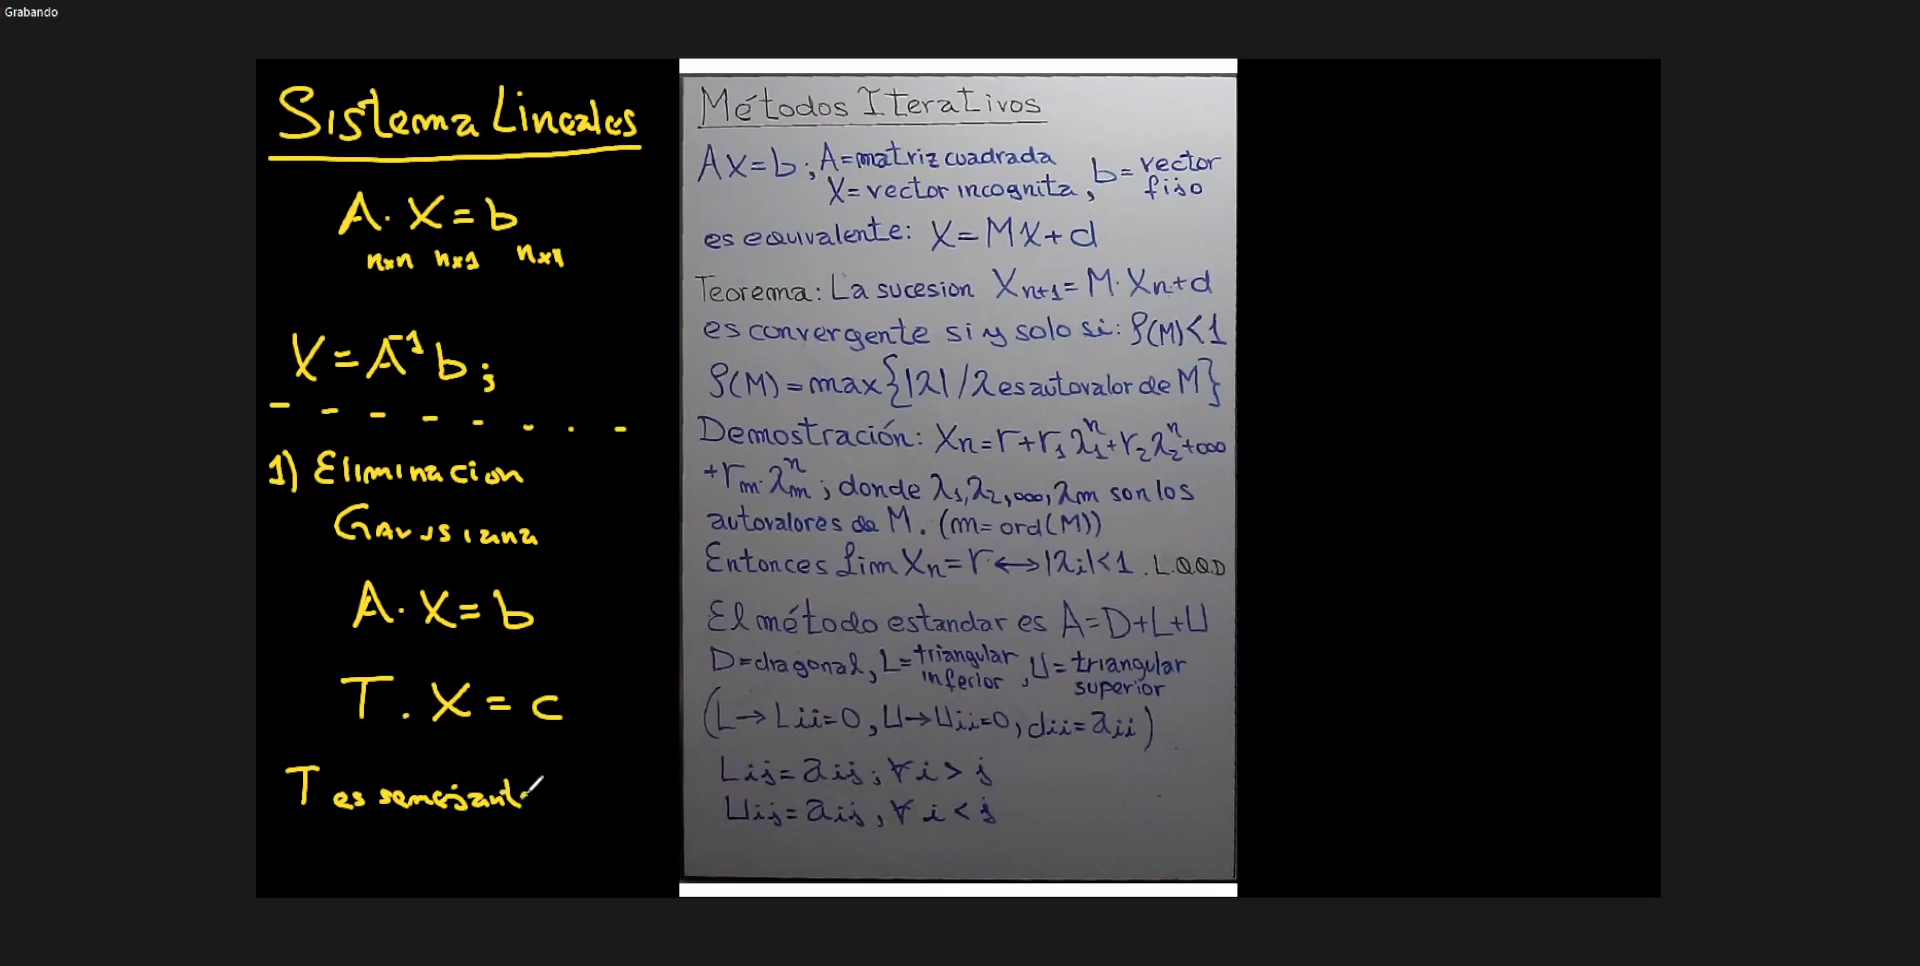 Grabando
Sistema Lineales
A. X = b
nxn nx1 nx1
X = A⁻¹ b ;
1) Eliminacion
Gaussiana
A. X = b
T. X = c
T es semejant
Métodos Iterativos
AX=b ; A=matriz cuadrada
X=vector incognita, b=vector fijo
es equivalente: X=MX+d
Teorema: La sucesion Xₙ₊₁=M·Xₙ+d
es convergente si y solo si: ρ(M)<1
ρ(M)=max{|λ| / λ es autovalor de M}
Demostración: Xₙ=r+r₁λ₁ⁿ+r₂λ₂ⁿ+ooo
+rₘ·λₘⁿ ; donde λ₁,λ₂,ooo,λm son los
autovalores de M. (m=ord(M))
Entonces Lim Xₙ=r↔|λi|<1. L.Q.Q.D
El método estandar es A=D+L+U
D=diagonal, L=triangular inferior, U=triangular superior
(L→Lii=0, U→Uii=0, dii=aii)
Lij=aij ; ∀ i > j
Uij=aij, ∀ i < j